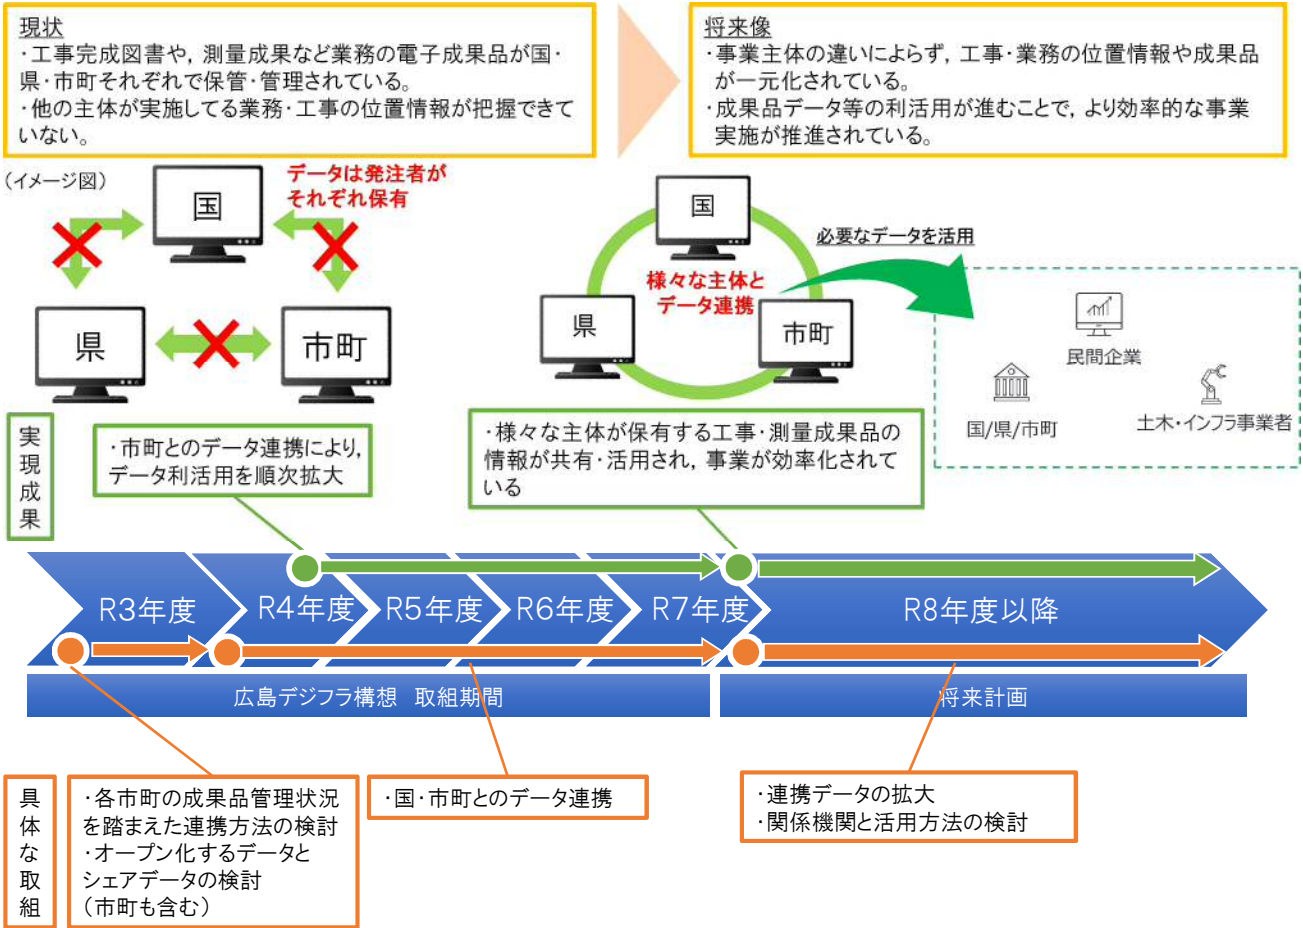 現状
・工事完成図書や，測量成果など業務の電子成果品が国・
県・市町それぞれで保管・管理されている。
・他の主体が実施してる業務・工事の位置情報が把握できて
いない。
将来像
・事業主体の違いによらず，工事・業務の位置情報や成果品
が一元化されている。
・成果品データ等の利活用が進むことで，より効率的な事業
実施が推進されている。
（イメージ図）
国
データは発注者が
それぞれ保有
県
市町
国
様々な主体と
データ連携
県
市町
必要なデータを活用
民間企業
国/県/市町
土木・インフラ事業者
実現成果
・市町とのデータ連携により，
データ利活用を順次拡大
・様々な主体が保有する工事・測量成果品の
情報が共有・活用され，事業が効率化されて
いる
R3年度
R4年度
R5年度
R6年度
R7年度
R8年度以降
広島デジフラ構想　取組期間
将来計画
具体な取組
・各市町の成果品管理状況
を踏まえた連携方法の検討
・オープン化するデータと
シェアデータの検討
（市町も含む）
・国・市町とのデータ連携
・連携データの拡大
・関係機関と活用方法の検討